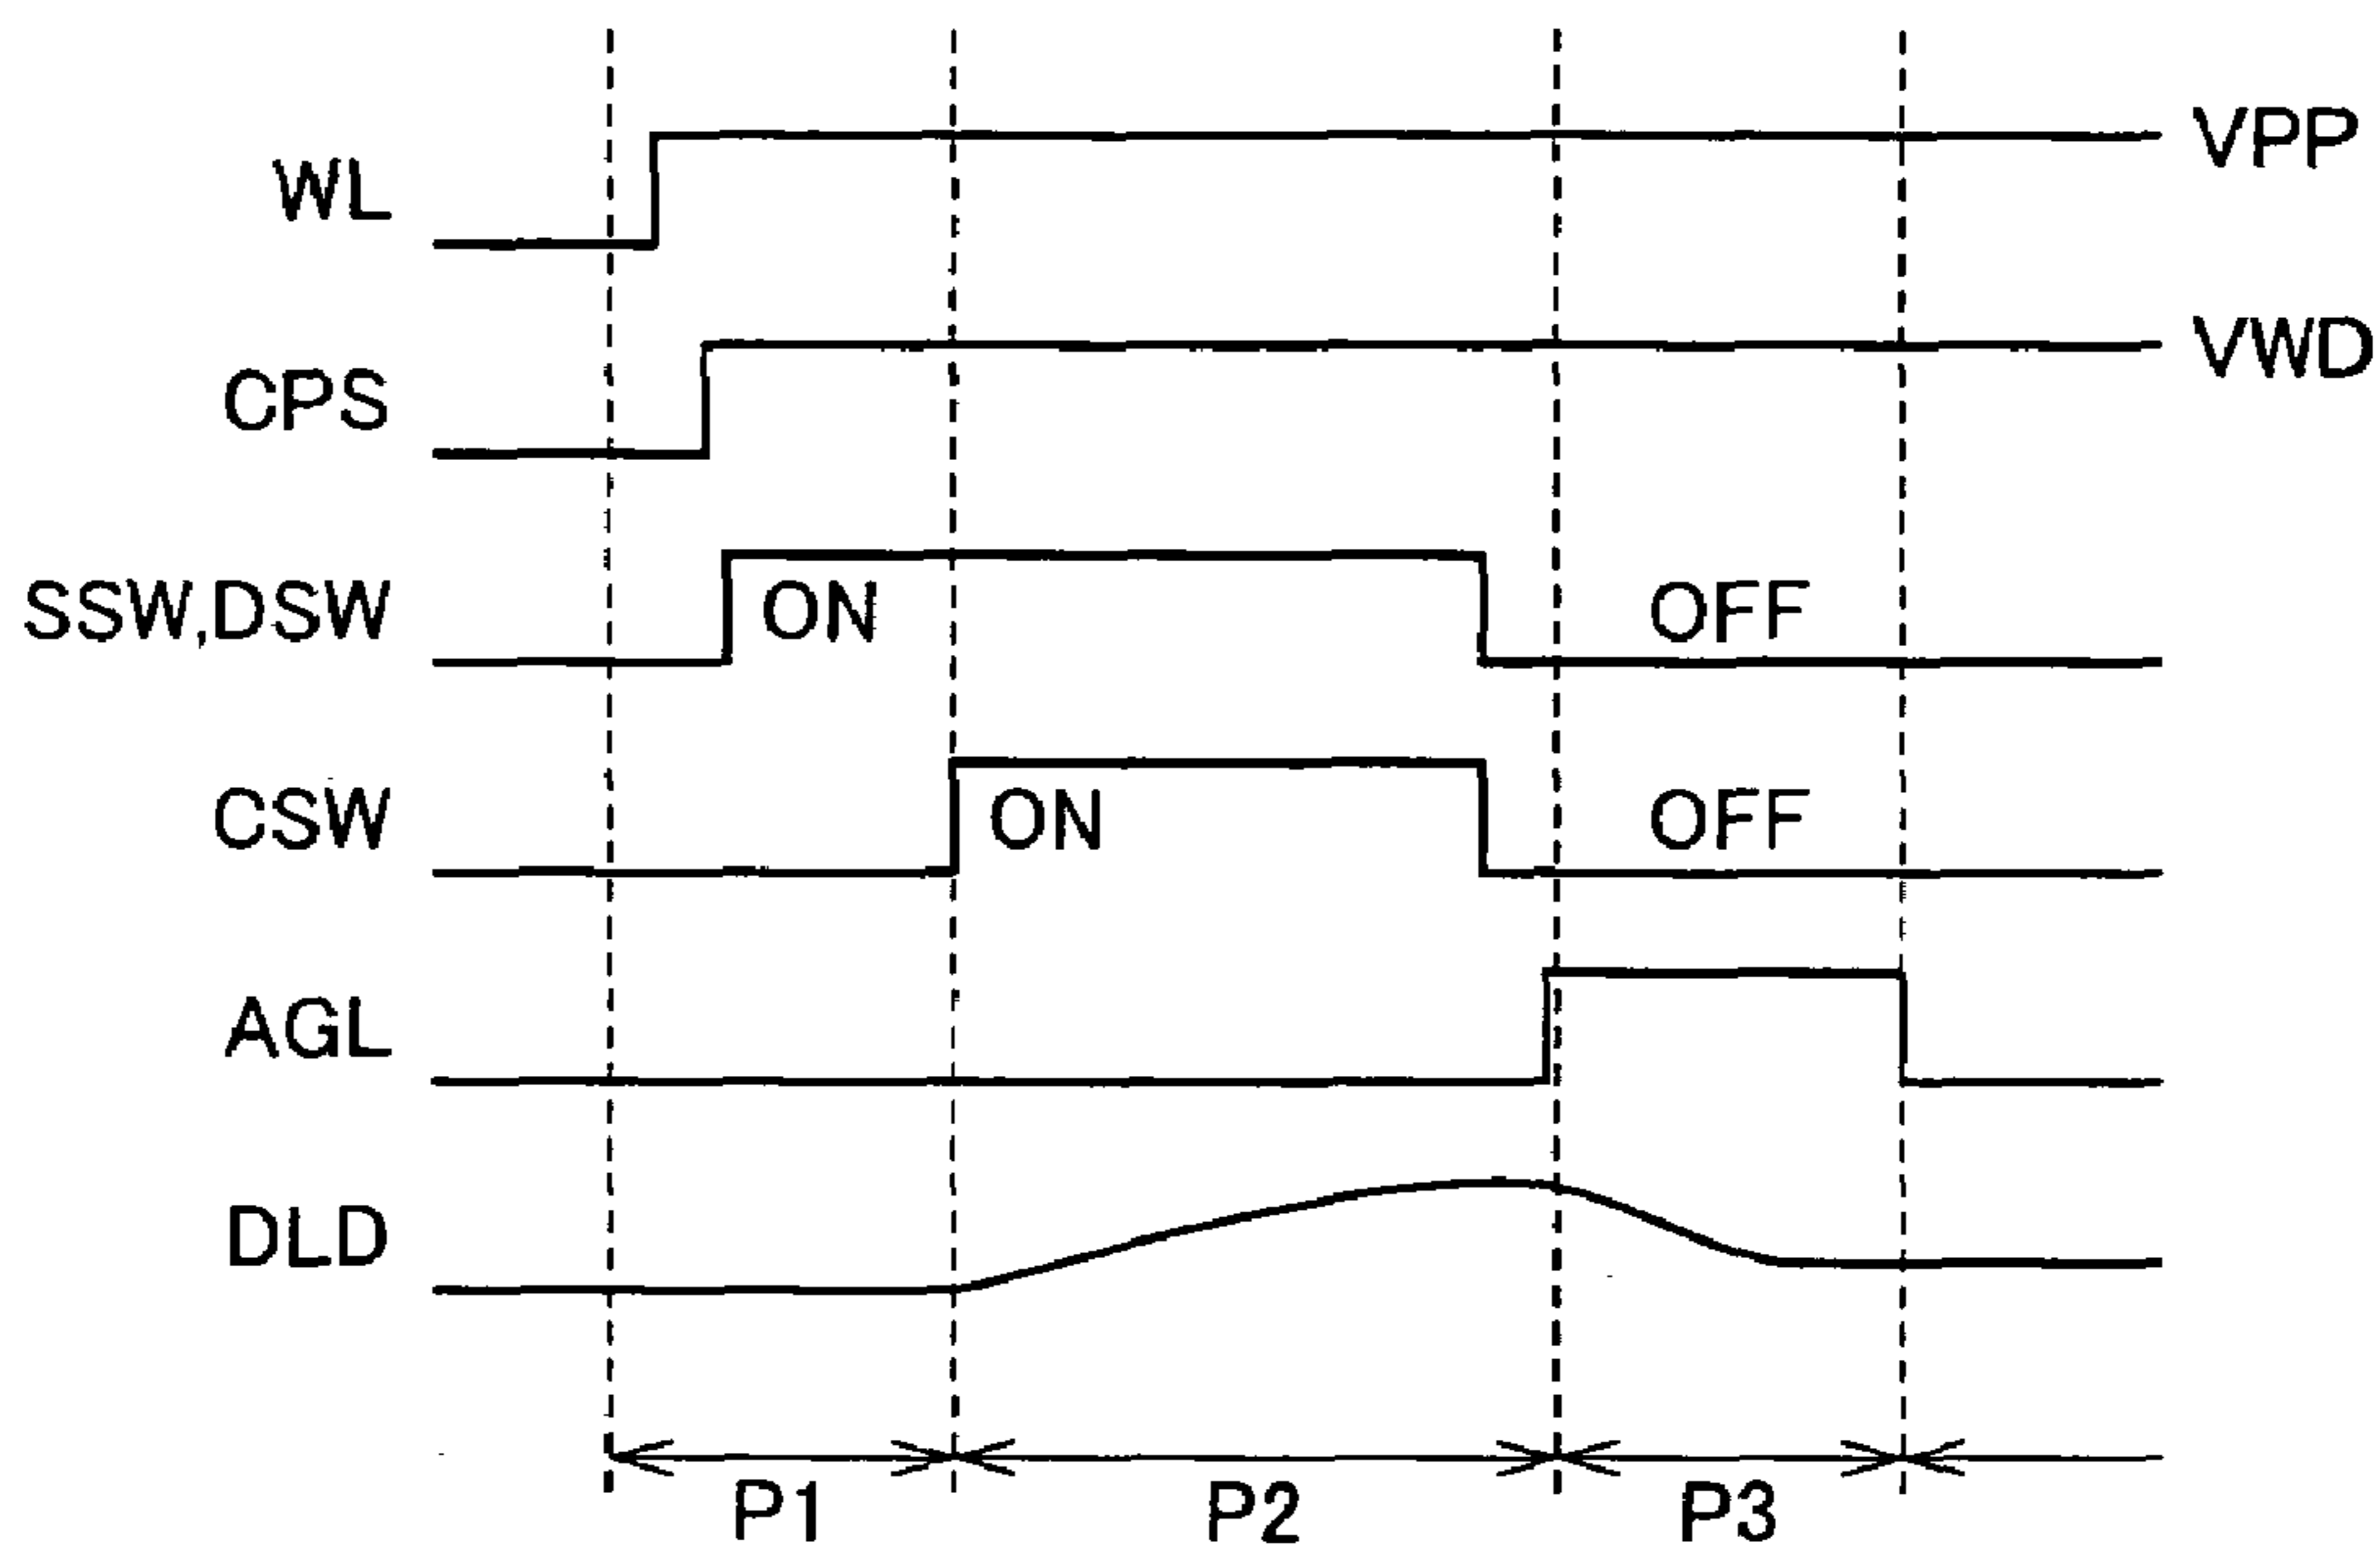 WL VPP
CPS VWD
SSW,DSW ON OFF
CSW ON OFF
AGL
DLD
P1 P2 P3